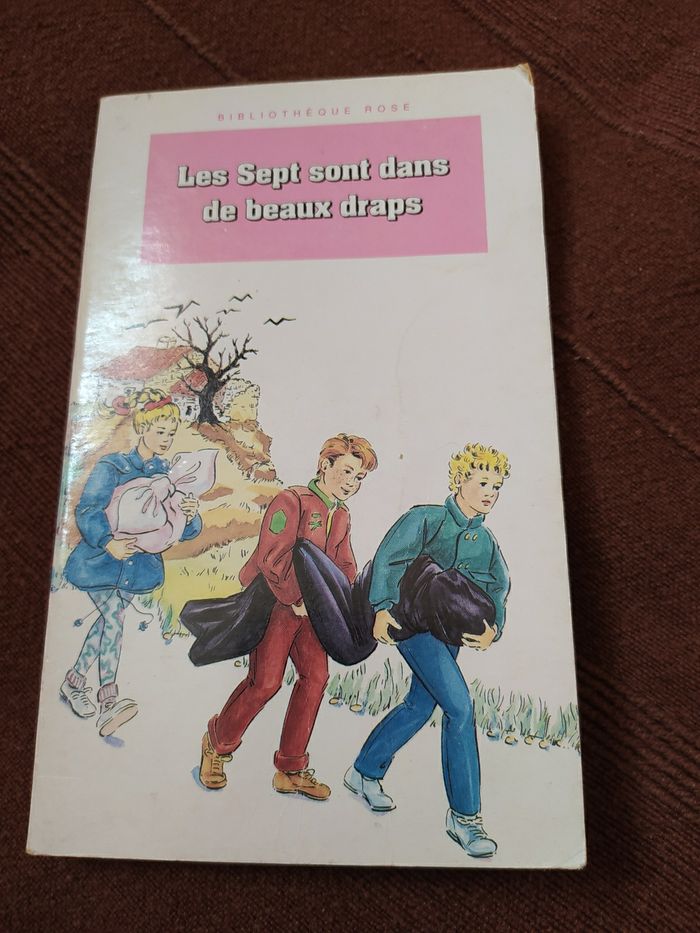 BIBLIOTHÈQUE ROSE
Les Sept sont dans
de beaux draps